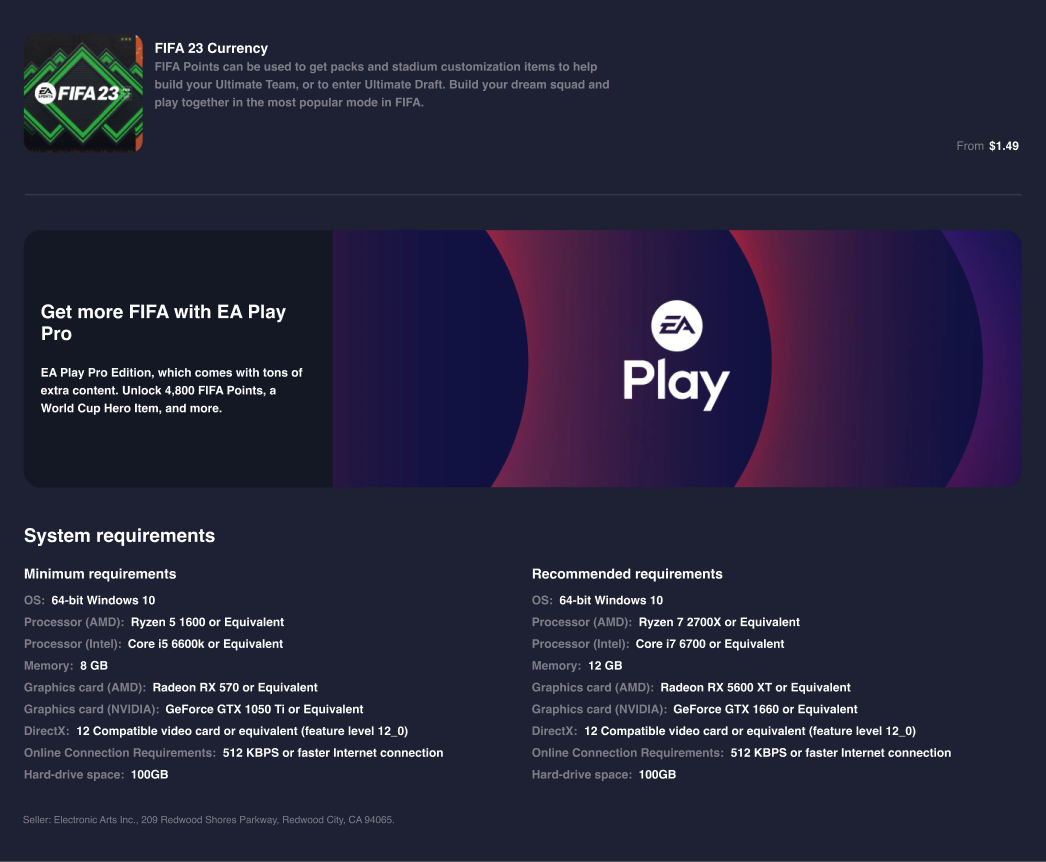 EA SPORTS FIFA 23
FIFA 23 Currency
FIFA Points can be used to get packs and stadium customization items to help
build your Ultimate Team, or to enter Ultimate Draft. Build your dream squad and
play together in the most popular mode in FIFA.
From $1.49
Get more FIFA with EA Play
Pro
EA Play Pro Edition, which comes with tons of
extra content. Unlock 4,800 FIFA Points, a
World Cup Hero Item, and more.
EA
Play
System requirements
Minimum requirements
OS: 64-bit Windows 10
Processor (AMD): Ryzen 5 1600 or Equivalent
Processor (Intel): Core i5 6600k or Equivalent
Memory: 8 GB
Graphics card (AMD): Radeon RX 570 or Equivalent
Graphics card (NVIDIA): GeForce GTX 1050 Ti or Equivalent
DirectX: 12 Compatible video card or equivalent (feature level 12_0)
Online Connection Requirements: 512 KBPS or faster Internet connection
Hard-drive space: 100GB
Recommended requirements
OS: 64-bit Windows 10
Processor (AMD): Ryzen 7 2700X or Equivalent
Processor (Intel): Core i7 6700 or Equivalent
Memory: 12 GB
Graphics card (AMD): Radeon RX 5600 XT or Equivalent
Graphics card (NVIDIA): GeForce GTX 1660 or Equivalent
DirectX: 12 Compatible video card or equivalent (feature level 12_0)
Online Connection Requirements: 512 KBPS or faster Internet connection
Hard-drive space: 100GB
Seller: Electronic Arts Inc., 209 Redwood Shores Parkway, Redwood City, CA 94065.